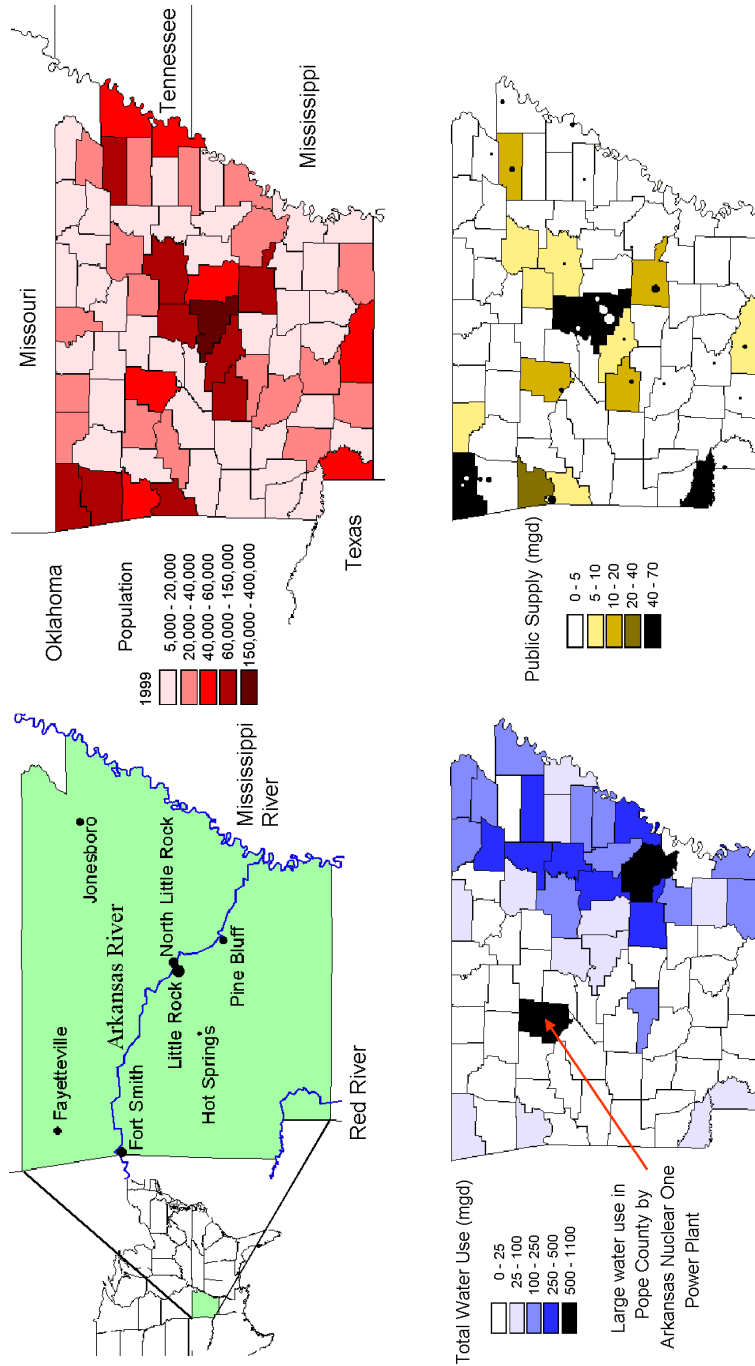 Fayetteville
Jonesboro
Arkansas River
Fort Smith
Little Rock
North Little Rock
Hot Springs
Pine Bluff
Mississippi
River
Red River
Missouri
Oklahoma
Tennessee
Mississippi
Texas
Population
1999
5,000 - 20,000
20,000 - 40,000
40,000 - 60,000
60,000 - 150,000
150,000 - 400,000
Total Water Use (mgd)
0 - 25
25 - 100
100 - 250
250 - 500
500 - 1100
Large water use in
Pope County by
Arkansas Nuclear One
Power Plant
Public Supply (mgd)
0 - 5
5 - 10
10 - 20
20 - 40
40 - 70